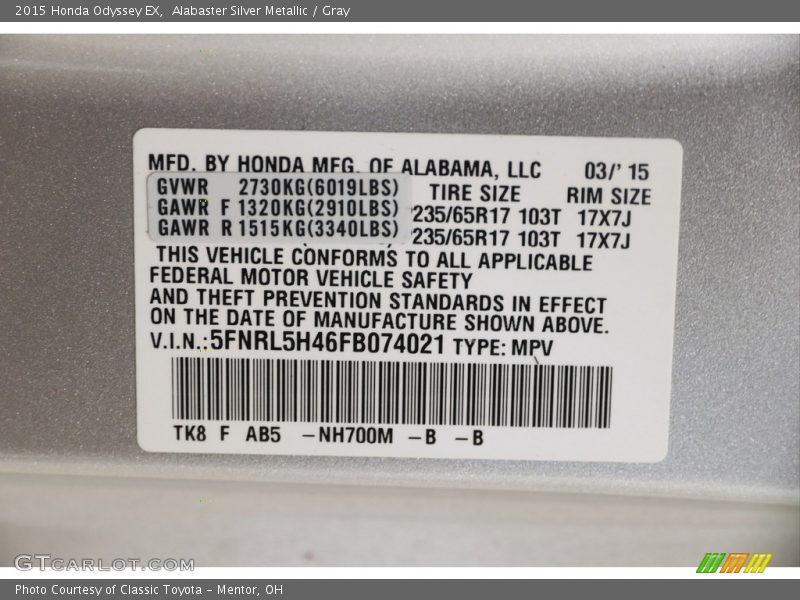 2015 Honda Odyssey EX,  Alabaster Silver Metallic / Gray
MFD. BY HONDA MFG. OF ALABAMA, LLC 03/' 15
GVWR 2730KG(6019LBS) TIRE SIZE RIM SIZE
GAWR F 1320KG(2910LBS) 235/65R17 103T 17X7J
GAWR R 1515KG(3340LBS) 235/65R17 103T 17X7J
THIS VEHICLE CONFORMS TO ALL APPLICABLE
FEDERAL MOTOR VEHICLE SAFETY
AND THEFT PREVENTION STANDARDS IN EFFECT
ON THE DATE OF MANUFACTURE SHOWN ABOVE.
V.I.N.:5FNRL5H46FB074021 TYPE: MPV
TK8 F AB5 –NH700M –B –B
GTCARLOT.COM
Photo Courtesy of Classic Toyota – Mentor, OH